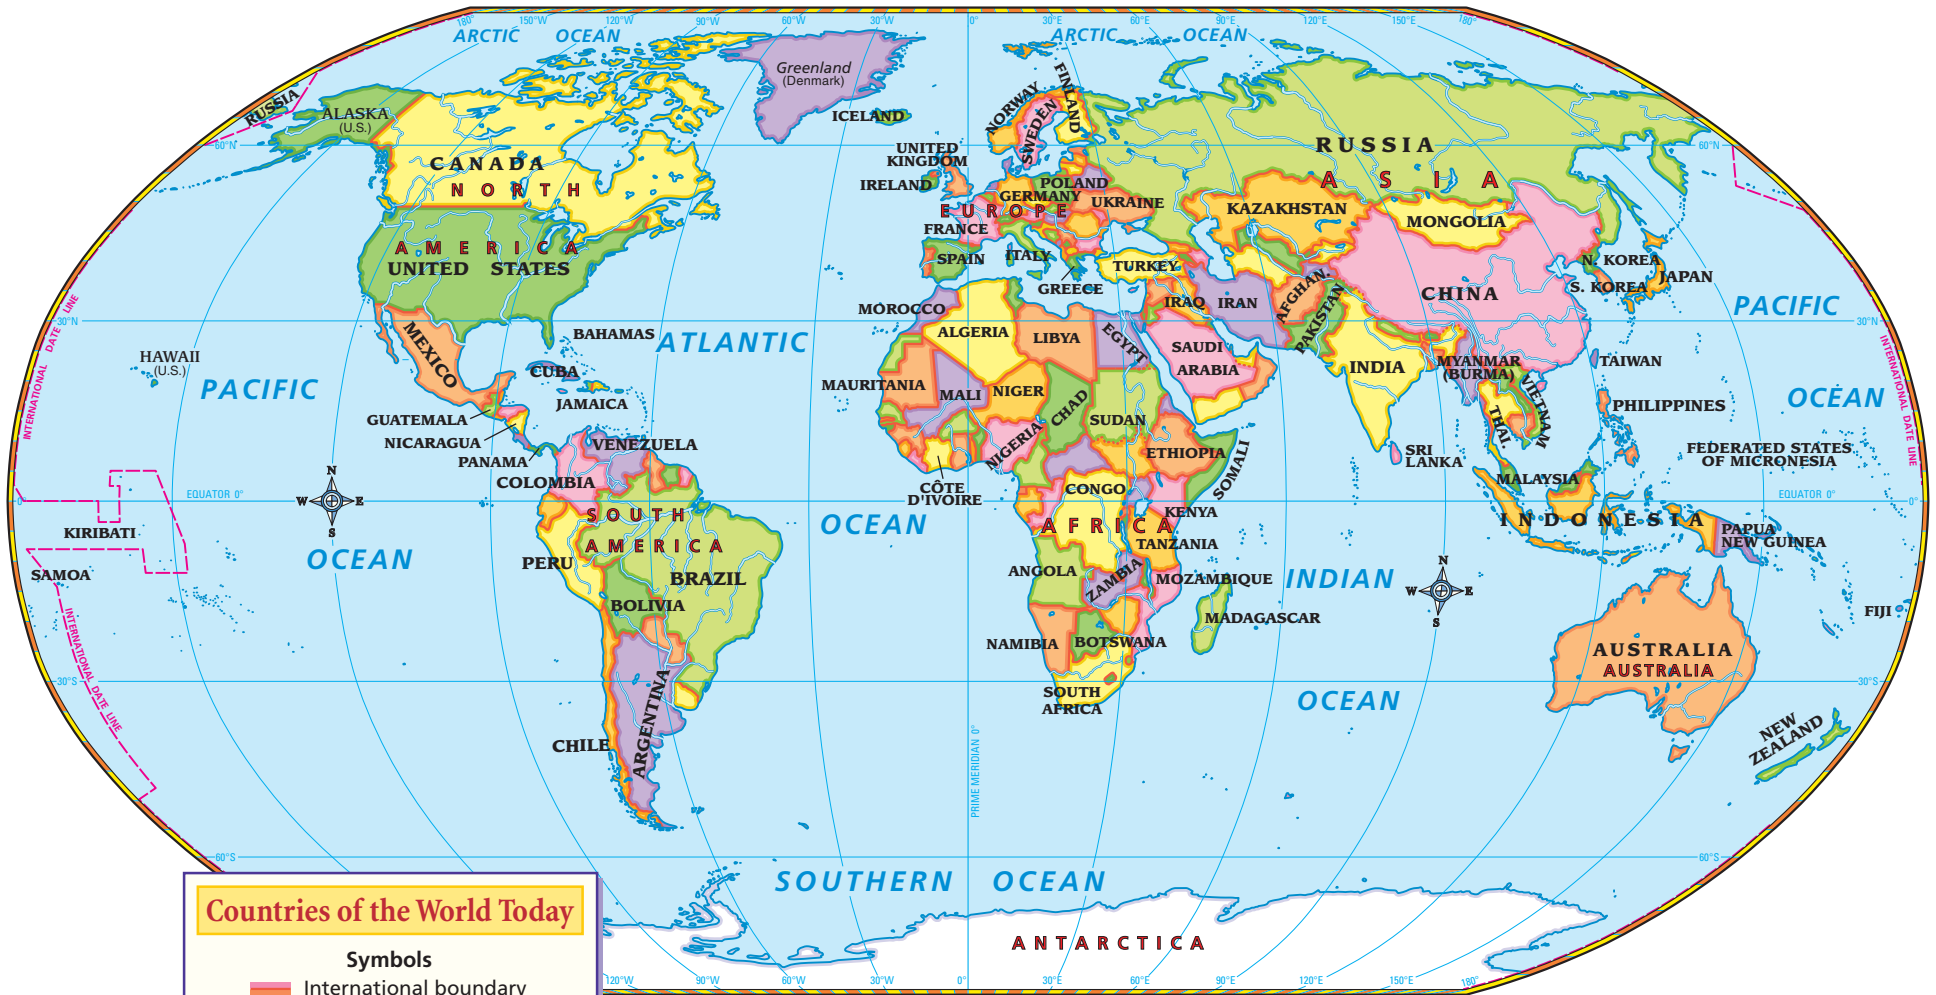 180° 150°W 120°W 90°W 60°W 30°W 0° 30°E 60°E 90°E 120°E 150°E 180°
ARCTIC OCEAN
ARCTIC OCEAN
Greenland
(Denmark)
RUSSIA
ALASKA
(U.S.)
ICELAND
NORWAY
SWEDEN
FINLAND
RUSSIA
60°N
60°N
CANADA
NORTH
AMERICA
UNITED STATES
UNITED
KINGDOM
IRELAND
POLAND
GERMANY
UKRAINE
EUROPE
FRANCE
SPAIN
ITALY
GREECE
TURKEY
ASIA
KAZAKHSTAN
MONGOLIA
CHINA
N. KOREA
S. KOREA
JAPAN
IRAQ
IRAN
AFGHAN.
PAKISTAN
INTERNATIONAL DATE LINE
30°N
30°N
INTERNATIONAL DATE LINE
HAWAII
(U.S.)
MEXICO
BAHAMAS
CUBA
JAMAICA
GUATEMALA
NICARAGUA
PANAMA
PACIFIC
OCEAN
ATLANTIC
OCEAN
PACIFIC
OCEAN
MOROCCO
ALGERIA
LIBYA
EGYPT
SAUDI
ARABIA
INDIA
MYANMAR
(BURMA)
TAIWAN
MAURITANIA
MALI
NIGER
CHAD
SUDAN
NIGERIA
ETHIOPIA
SOMALI
CÔTE
D'IVOIRE
CONGO
KENYA
AFRICA
TANZANIA
ANGOLA
ZAMBIA
MOZAMBIQUE
MADAGASCAR
NAMIBIA
BOTSWANA
SOUTH
AFRICA
THAI.
VIETNAM
PHILIPPINES
SRI
LANKA
MALAYSIA
INDONESIA
FEDERATED STATES
OF MICRONESIA
PAPUA
NEW GUINEA
VENEZUELA
COLOMBIA
SOUTH
AMERICA
PERU
BRAZIL
BOLIVIA
CHILE
ARGENTINA
N
W E
S
EQUATOR 0°
0°
EQUATOR 0°
0°
KIRIBATI
SAMOA
INTERNATIONAL DATE LINE
INDIAN
OCEAN
N
W E
S
FIJI
AUSTRALIA
AUSTRALIA
NEW
ZEALAND
30°S
30°S
PRIME MERIDIAN 0°
60°S
60°S
SOUTHERN OCEAN
ANTARCTICA
120°W 90°W 60°W 30°W 0° 30°E 60°E 90°E 120°E 150°E 180°
Countries of the World Today
Symbols
International boundary